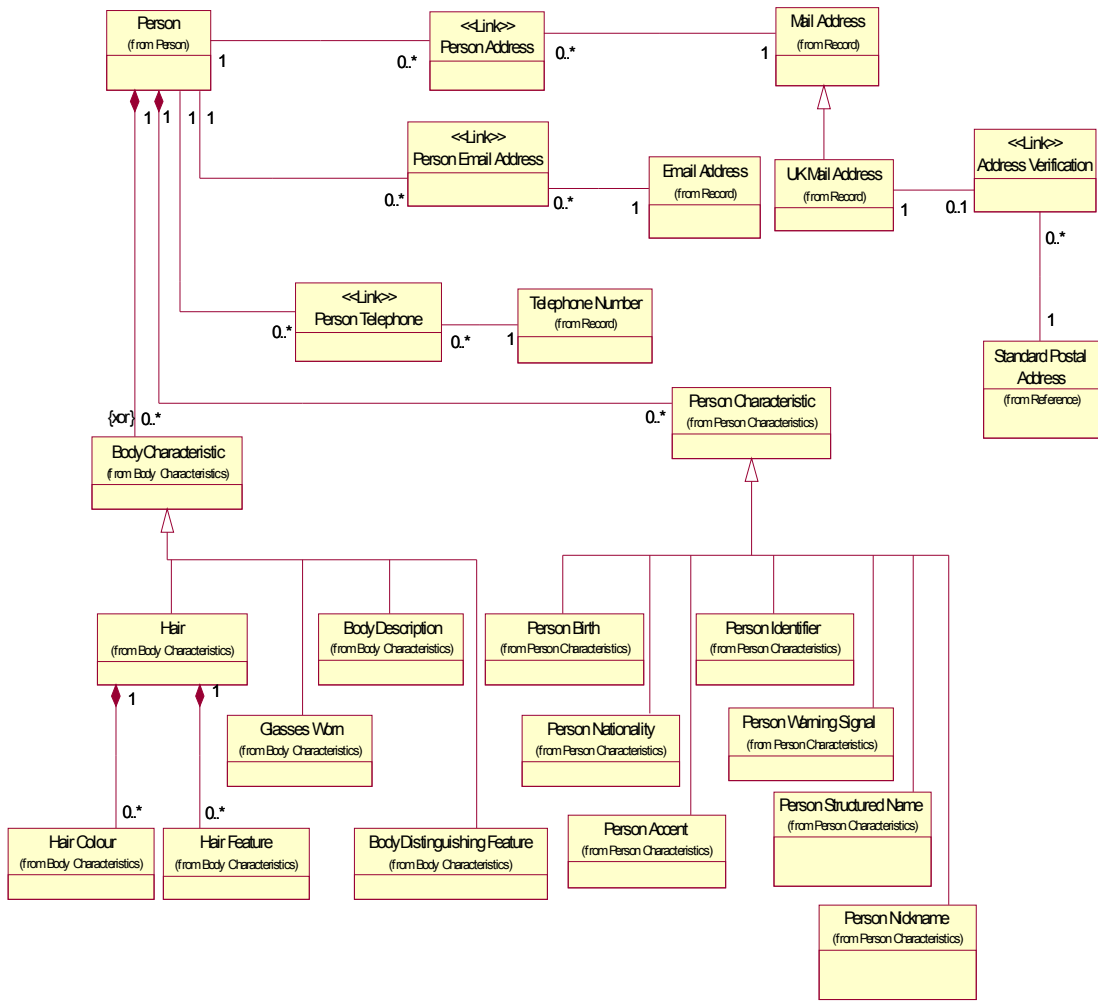 Person
(from Person)
1
0..*
<<Link>>
Person Address
0..*
1
Mail Address
(from Record)
1
1
1
1
<<Link>>
Person Email Address
0..*
0..*
1
Email Address
(from Record)
UK Mail Address
(from Record)
1
0..1
<<Link>>
Address Verification
0..*
1
Standard Postal
Address
(from Reference)
<<Link>>
Person Telephone
0..*
0..*
1
Telephone Number
(from Record)
{xor}
0..*
0..*
Person Characteristic
(from Person Characteristics)
Body Characteristic
(from Body Characteristics)
Hair
(from Body Characteristics)
1
1
Body Description
(from Body Characteristics)
Person Birth
(from Person Characteristics)
Person Identifier
(from Person Characteristics)
Glasses Worn
(from Body Characteristics)
Person Nationality
(from Person Characteristics)
Person Warning Signal
(from Person Characteristics)
0..*
0..*
Hair Colour
(from Body Characteristics)
Hair Feature
(from Body Characteristics)
Body Distinguishing Feature
(from Body Characteristics)
Person Accent
(from Person Characteristics)
Person Structured Name
(from Person Characteristics)
Person Nickname
(from Person Characteristics)